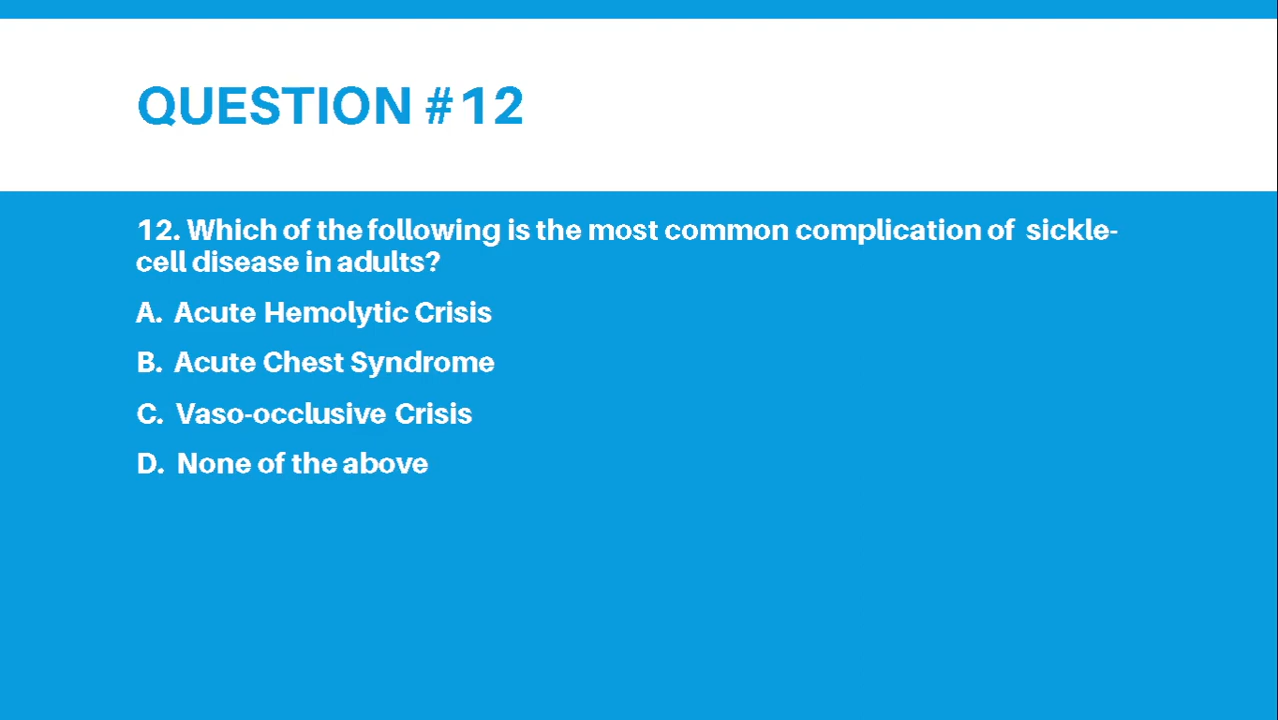 QUESTION #12
12. Which of the following is the most common complication of sickle-
cell disease in adults?
A. Acute Hemolytic Crisis
B. Acute Chest Syndrome
C. Vaso-occlusive Crisis
D. None of the above